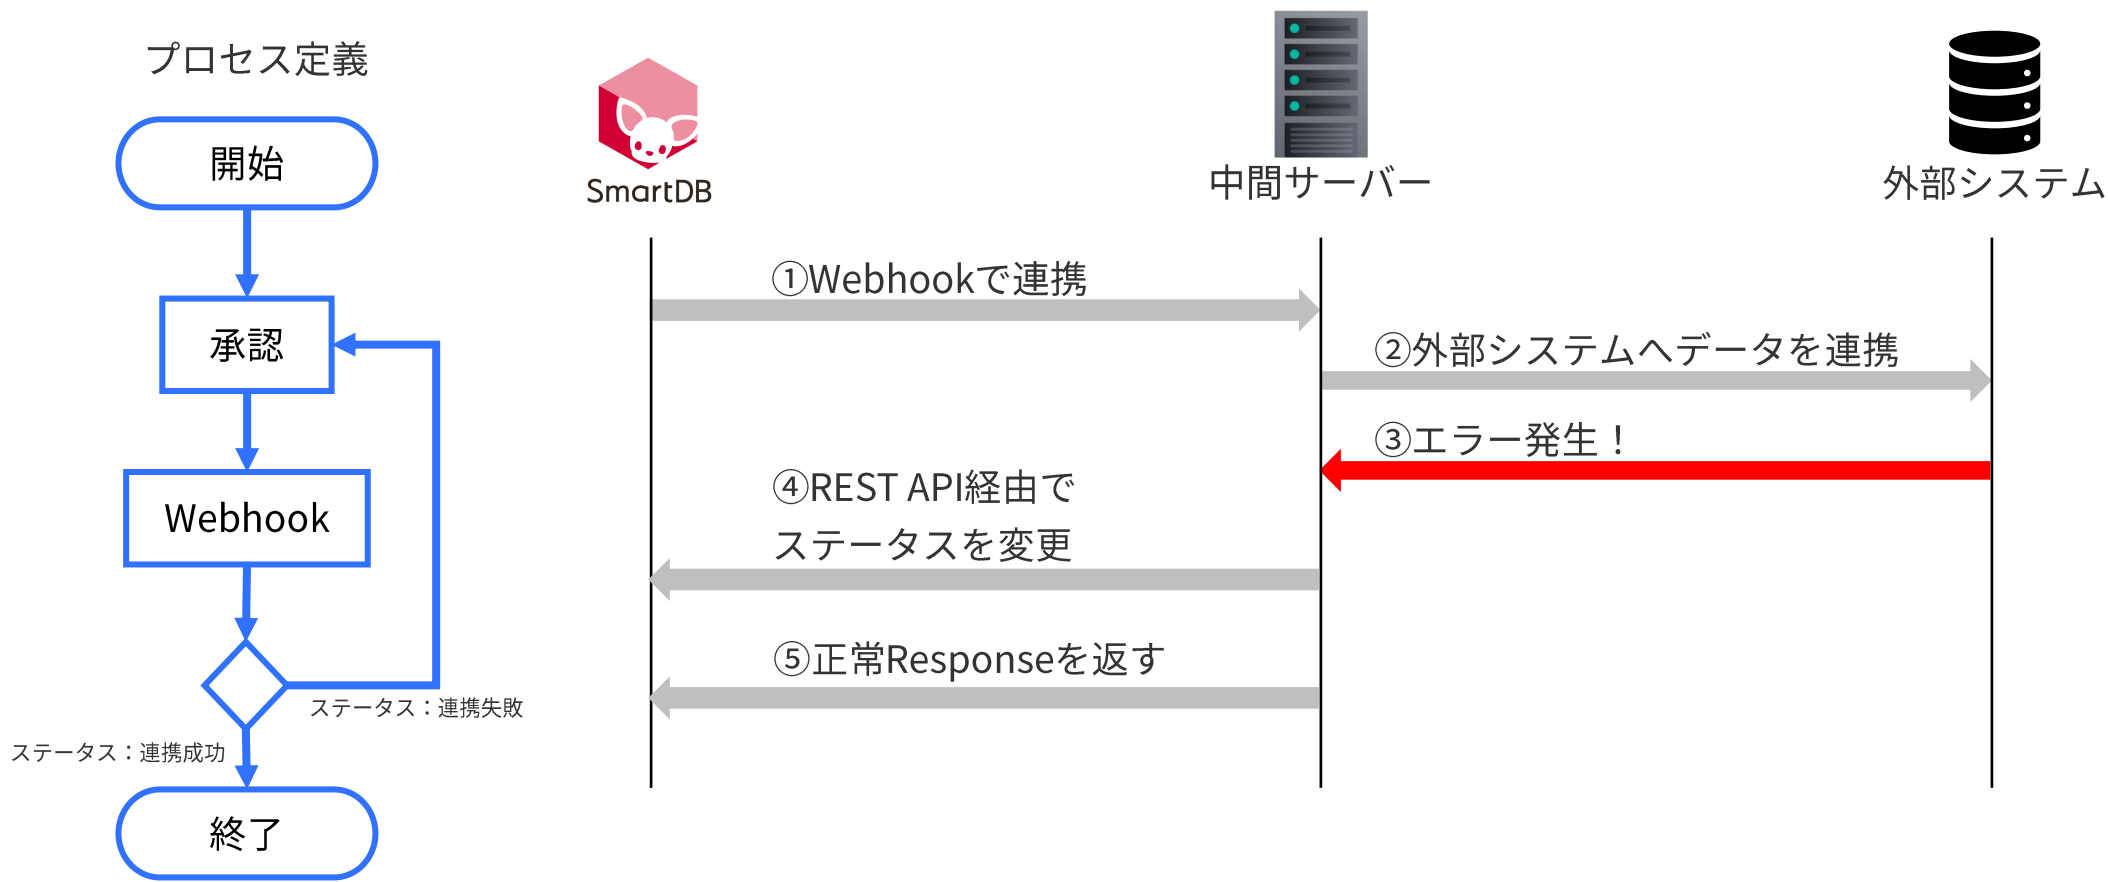 プロセス定義
開始
承認
Webhook
ステータス：連携失敗
ステータス：連携成功
終了
SmartDB
中間サーバー
外部システム
①Webhookで連携
②外部システムへデータを連携
③エラー発生！
④REST API経由で
ステータスを変更
⑤正常Responseを返す